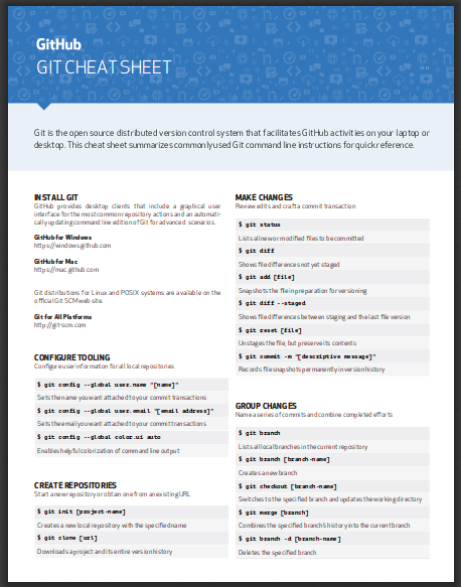 GitHub
GIT CHEAT SHEET
Git is the open source distributed version control system that facilitates GitHub activities on your laptop or
desktop. This cheat sheet summarizes commonly used Git command line instructions for quick reference.
INSTALL GIT
GitHub provides desktop clients that include a graphical user
interface for the most common repository actions and an automati-
cally updating command line edition of Git for advanced scenarios.
GitHub for Windows
https://windows.github.com
GitHub for Mac
https://mac.github.com
Git distributions for Linux and POSIX systems are available on the
official Git SCM web site.
Git for All Platforms
http://git-scm.com
CONFIGURE TOOLING
Configure user information for all local repositories
$ git config --global user.name "[name]"
Sets the name you want attached to your commit transactions
$ git config --global user.email "[email address]"
Sets the email you want attached to your commit transactions
$ git config --global color.ui auto
Enables helpful colorization of command line output
CREATE REPOSITORIES
Start a new repository or obtain one from an existing URL
$ git init [project-name]
Creates a new local repository with the specified name
$ git clone [url]
Downloads a project and its entire version history
MAKE CHANGES
Review edits and craft a commit transaction
$ git status
Lists all new or modified files to be committed
$ git diff
Shows file differences not yet staged
$ git add [file]
Snapshots the file in preparation for versioning
$ git diff --staged
Shows file differences between staging and the last file version
$ git reset [file]
Unstages the file, but preserve its contents
$ git commit -m "[descriptive message]"
Records file snapshots permanently in version history
GROUP CHANGES
Name a series of commits and combine completed efforts
$ git branch
Lists all local branches in the current repository
$ git branch [branch-name]
Creates a new branch
$ git checkout [branch-name]
Switches to the specified branch and updates the working directory
$ git merge [branch]
Combines the specified branch's history into the current branch
$ git branch -d [branch-name]
Deletes the specified branch